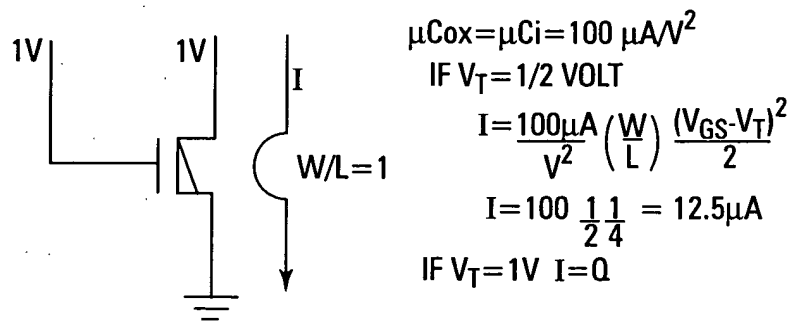 1V
1V
I
W/L=1
μCox=μCi=100 μA/V²
IF V_T=1/2 VOLT
I=100μA/V² (W/L) (V_GS-V_T)²/2
I=100 1/2 1/4 = 12.5μA
IF V_T=1V I=0